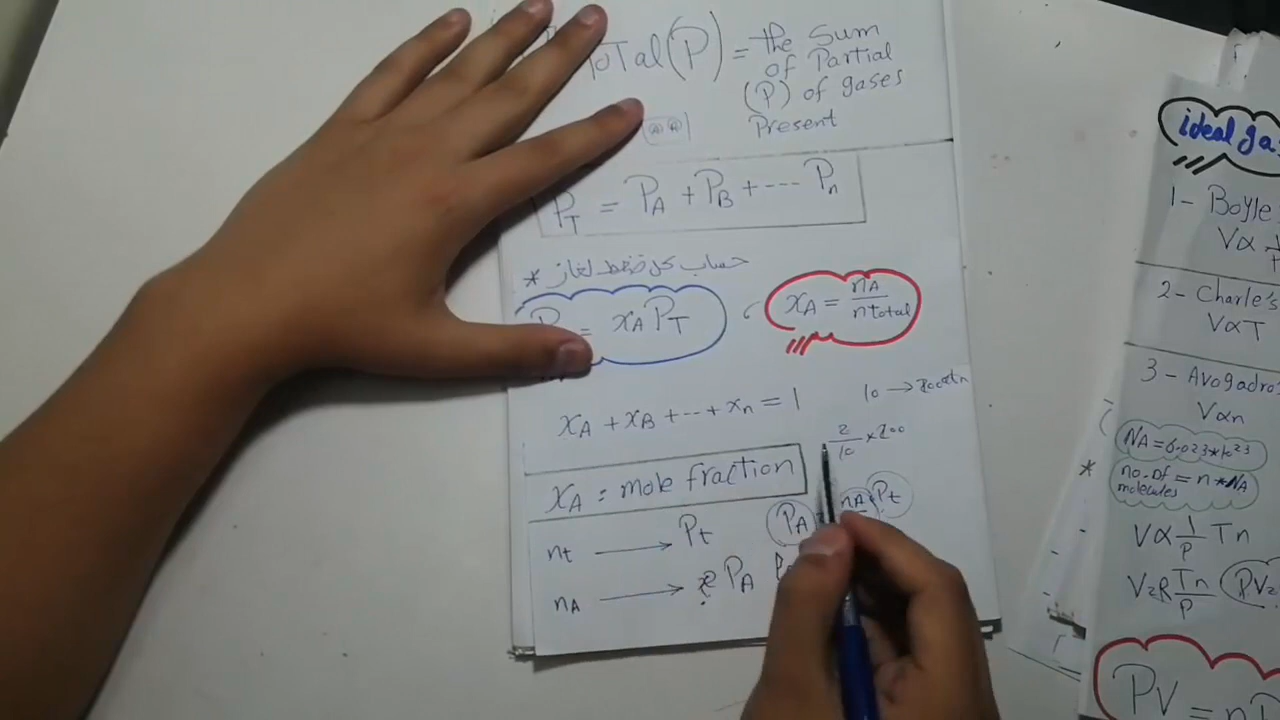 ToTal(P) = the Sum
of Partial
(P) of gases
Present
P_T = P_A + P_B + --- P_n
* حساب كل ضغط لغاز
= x_A P_T
x_A = n_A / n total
x_A + x_B + --- + x_n = 1
10 →
2/10 * 200
x_A = mole fraction
n_t → P_t
P_A n_A P_t
n_A → ? P_A
ideal ga
1- Boyle
V α 1/P
2- Charle's
V α T
3 - Avogadro
V α n
N_A = 6.023*10^23
* no. of = n * N_A
molecules
V α 1/P Tn
V = R Tn/P
PV =
PV = n